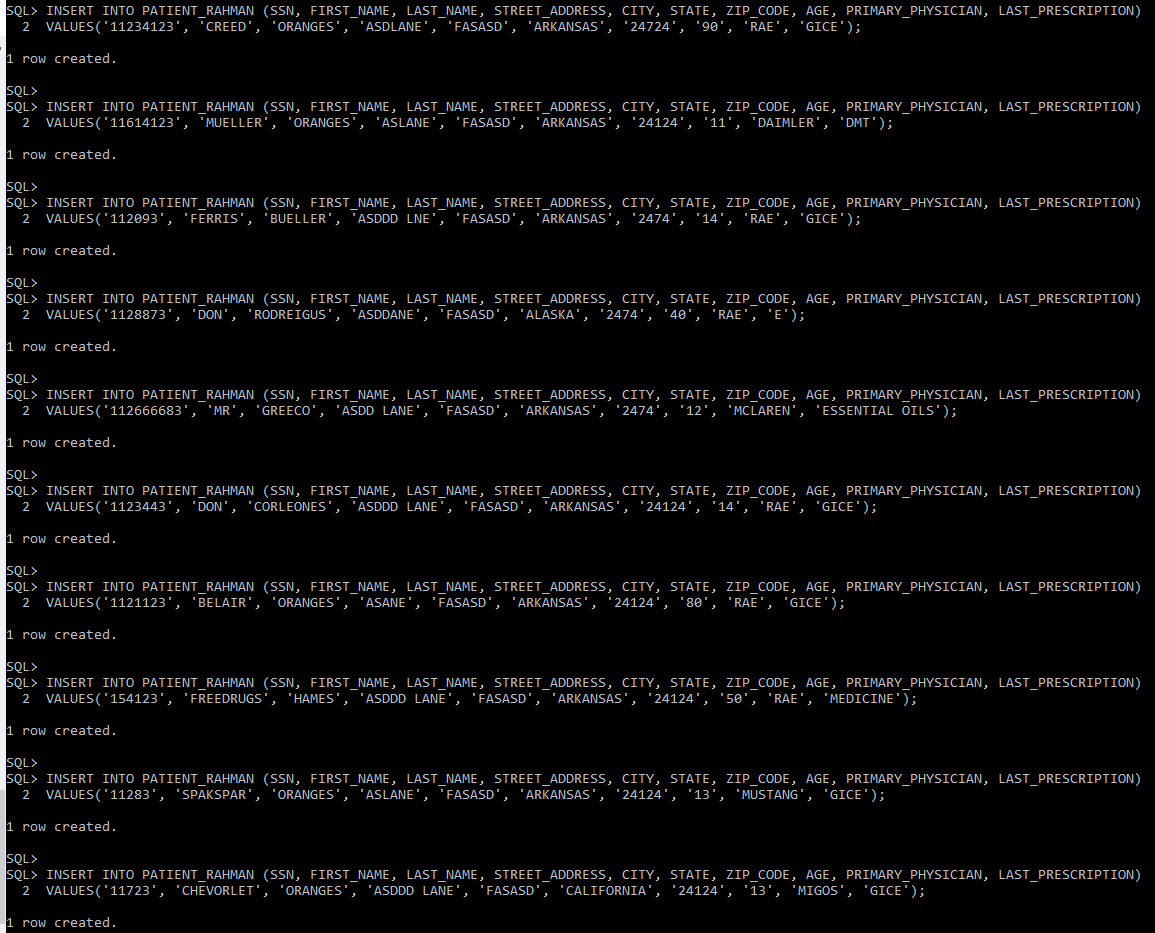 SQL> INSERT INTO PATIENT_RAHMAN (SSN, FIRST_NAME, LAST_NAME, STREET_ADDRESS, CITY, STATE, ZIP_CODE, AGE, PRIMARY_PHYSICIAN, LAST_PRESCRIPTION)
2 VALUES('11234123', 'CREED', 'ORANGES', 'ASDLANE', 'FASASD', 'ARKANSAS', '24724', '90', 'RAE', 'GICE');
1 row created.
SQL>
SQL> INSERT INTO PATIENT_RAHMAN (SSN, FIRST_NAME, LAST_NAME, STREET_ADDRESS, CITY, STATE, ZIP_CODE, AGE, PRIMARY_PHYSICIAN, LAST_PRESCRIPTION)
2 VALUES('11614123', 'MUELLER', 'ORANGES', 'ASLANE', 'FASASD', 'ARKANSAS', '24124', '11', 'DAIMLER', 'DMT');
1 row created.
SQL>
SQL> INSERT INTO PATIENT_RAHMAN (SSN, FIRST_NAME, LAST_NAME, STREET_ADDRESS, CITY, STATE, ZIP_CODE, AGE, PRIMARY_PHYSICIAN, LAST_PRESCRIPTION)
2 VALUES('112093', 'FERRIS', 'BUELLER', 'ASDDD LNE', 'FASASD', 'ARKANSAS', '2474', '14', 'RAE', 'GICE');
1 row created.
SQL>
SQL> INSERT INTO PATIENT_RAHMAN (SSN, FIRST_NAME, LAST_NAME, STREET_ADDRESS, CITY, STATE, ZIP_CODE, AGE, PRIMARY_PHYSICIAN, LAST_PRESCRIPTION)
2 VALUES('1128873', 'DON', 'RODREIGUS', 'ASDDANE', 'FASASD', 'ALASKA', '2474', '40', 'RAE', 'E');
1 row created.
SQL>
SQL> INSERT INTO PATIENT_RAHMAN (SSN, FIRST_NAME, LAST_NAME, STREET_ADDRESS, CITY, STATE, ZIP_CODE, AGE, PRIMARY_PHYSICIAN, LAST_PRESCRIPTION)
2 VALUES('112666683', 'MR', 'GREECO', 'ASDD LANE', 'FASASD', 'ARKANSAS', '2474', '12', 'MCLAREN', 'ESSENTIAL OILS');
1 row created.
SQL>
SQL> INSERT INTO PATIENT_RAHMAN (SSN, FIRST_NAME, LAST_NAME, STREET_ADDRESS, CITY, STATE, ZIP_CODE, AGE, PRIMARY_PHYSICIAN, LAST_PRESCRIPTION)
2 VALUES('1123443', 'DON', 'CORLEONES', 'ASDDD LANE', 'FASASD', 'ARKANSAS', '24124', '14', 'RAE', 'GICE');
1 row created.
SQL>
SQL> INSERT INTO PATIENT_RAHMAN (SSN, FIRST_NAME, LAST_NAME, STREET_ADDRESS, CITY, STATE, ZIP_CODE, AGE, PRIMARY_PHYSICIAN, LAST_PRESCRIPTION)
2 VALUES('1121123', 'BELAIR', 'ORANGES', 'ASANE', 'FASASD', 'ARKANSAS', '24124', '80', 'RAE', 'GICE');
1 row created.
SQL>
SQL> INSERT INTO PATIENT_RAHMAN (SSN, FIRST_NAME, LAST_NAME, STREET_ADDRESS, CITY, STATE, ZIP_CODE, AGE, PRIMARY_PHYSICIAN, LAST_PRESCRIPTION)
2 VALUES('154123', 'FREEDRUGS', 'HAMES', 'ASDDD LANE', 'FASASD', 'ARKANSAS', '24124', '50', 'RAE', 'MEDICINE');
1 row created.
SQL>
SQL> INSERT INTO PATIENT_RAHMAN (SSN, FIRST_NAME, LAST_NAME, STREET_ADDRESS, CITY, STATE, ZIP_CODE, AGE, PRIMARY_PHYSICIAN, LAST_PRESCRIPTION)
2 VALUES('11283', 'SPAKSPAR', 'ORANGES', 'ASLANE', 'FASASD', 'ARKANSAS', '24124', '13', 'MUSTANG', 'GICE');
1 row created.
SQL>
SQL> INSERT INTO PATIENT_RAHMAN (SSN, FIRST_NAME, LAST_NAME, STREET_ADDRESS, CITY, STATE, ZIP_CODE, AGE, PRIMARY_PHYSICIAN, LAST_PRESCRIPTION)
2 VALUES('11723', 'CHEVORLET', 'ORANGES', 'ASDDD LANE', 'FASASD', 'CALIFORNIA', '24124', '13', 'MIGOS', 'GICE');
1 row created.